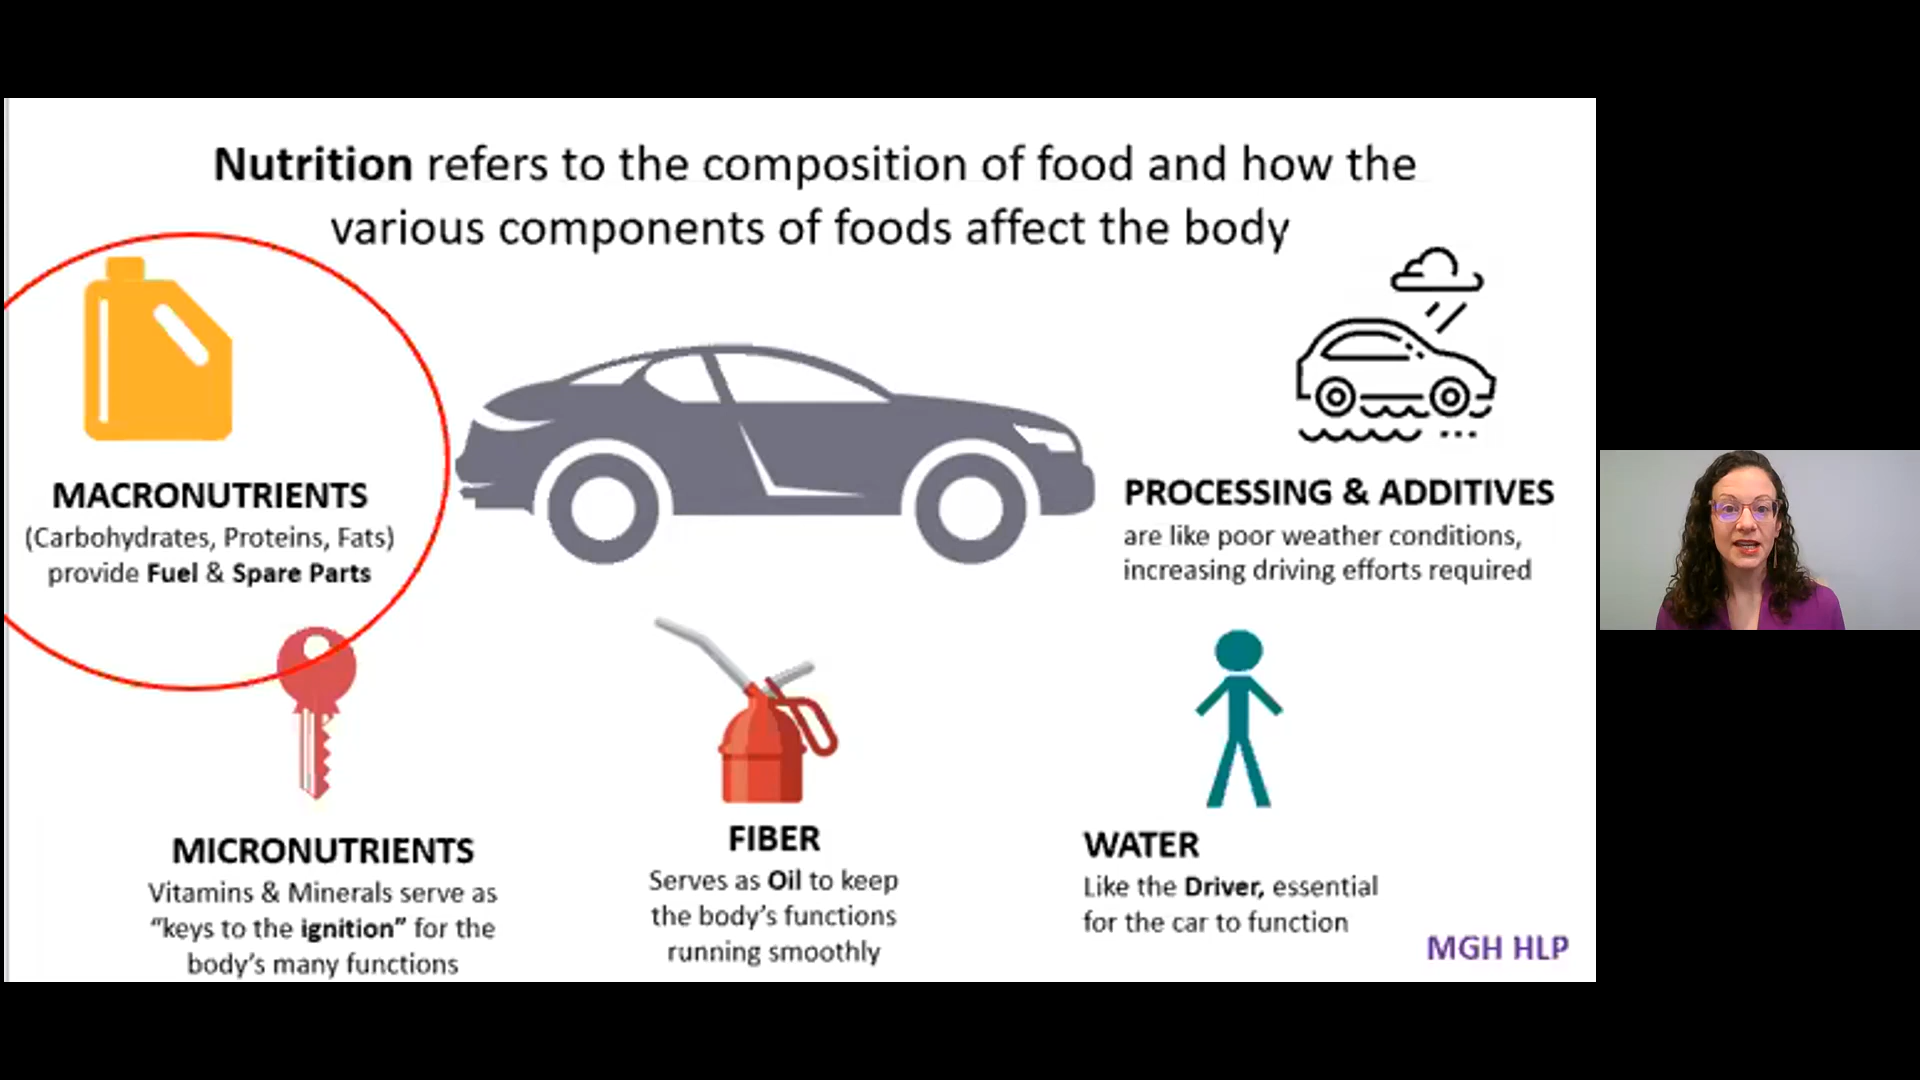 Nutrition refers to the composition of food and how the
various components of foods affect the body
MACRONUTRIENTS
(Carbohydrates, Proteins, Fats)
provide Fuel & Spare Parts
PROCESSING & ADDITIVES
are like poor weather conditions,
increasing driving efforts required
MICRONUTRIENTS
Vitamins & Minerals serve as
“keys to the ignition” for the
body’s many functions
FIBER
Serves as Oil to keep
the body’s functions
running smoothly
WATER
Like the Driver, essential
for the car to function
MGH HLP